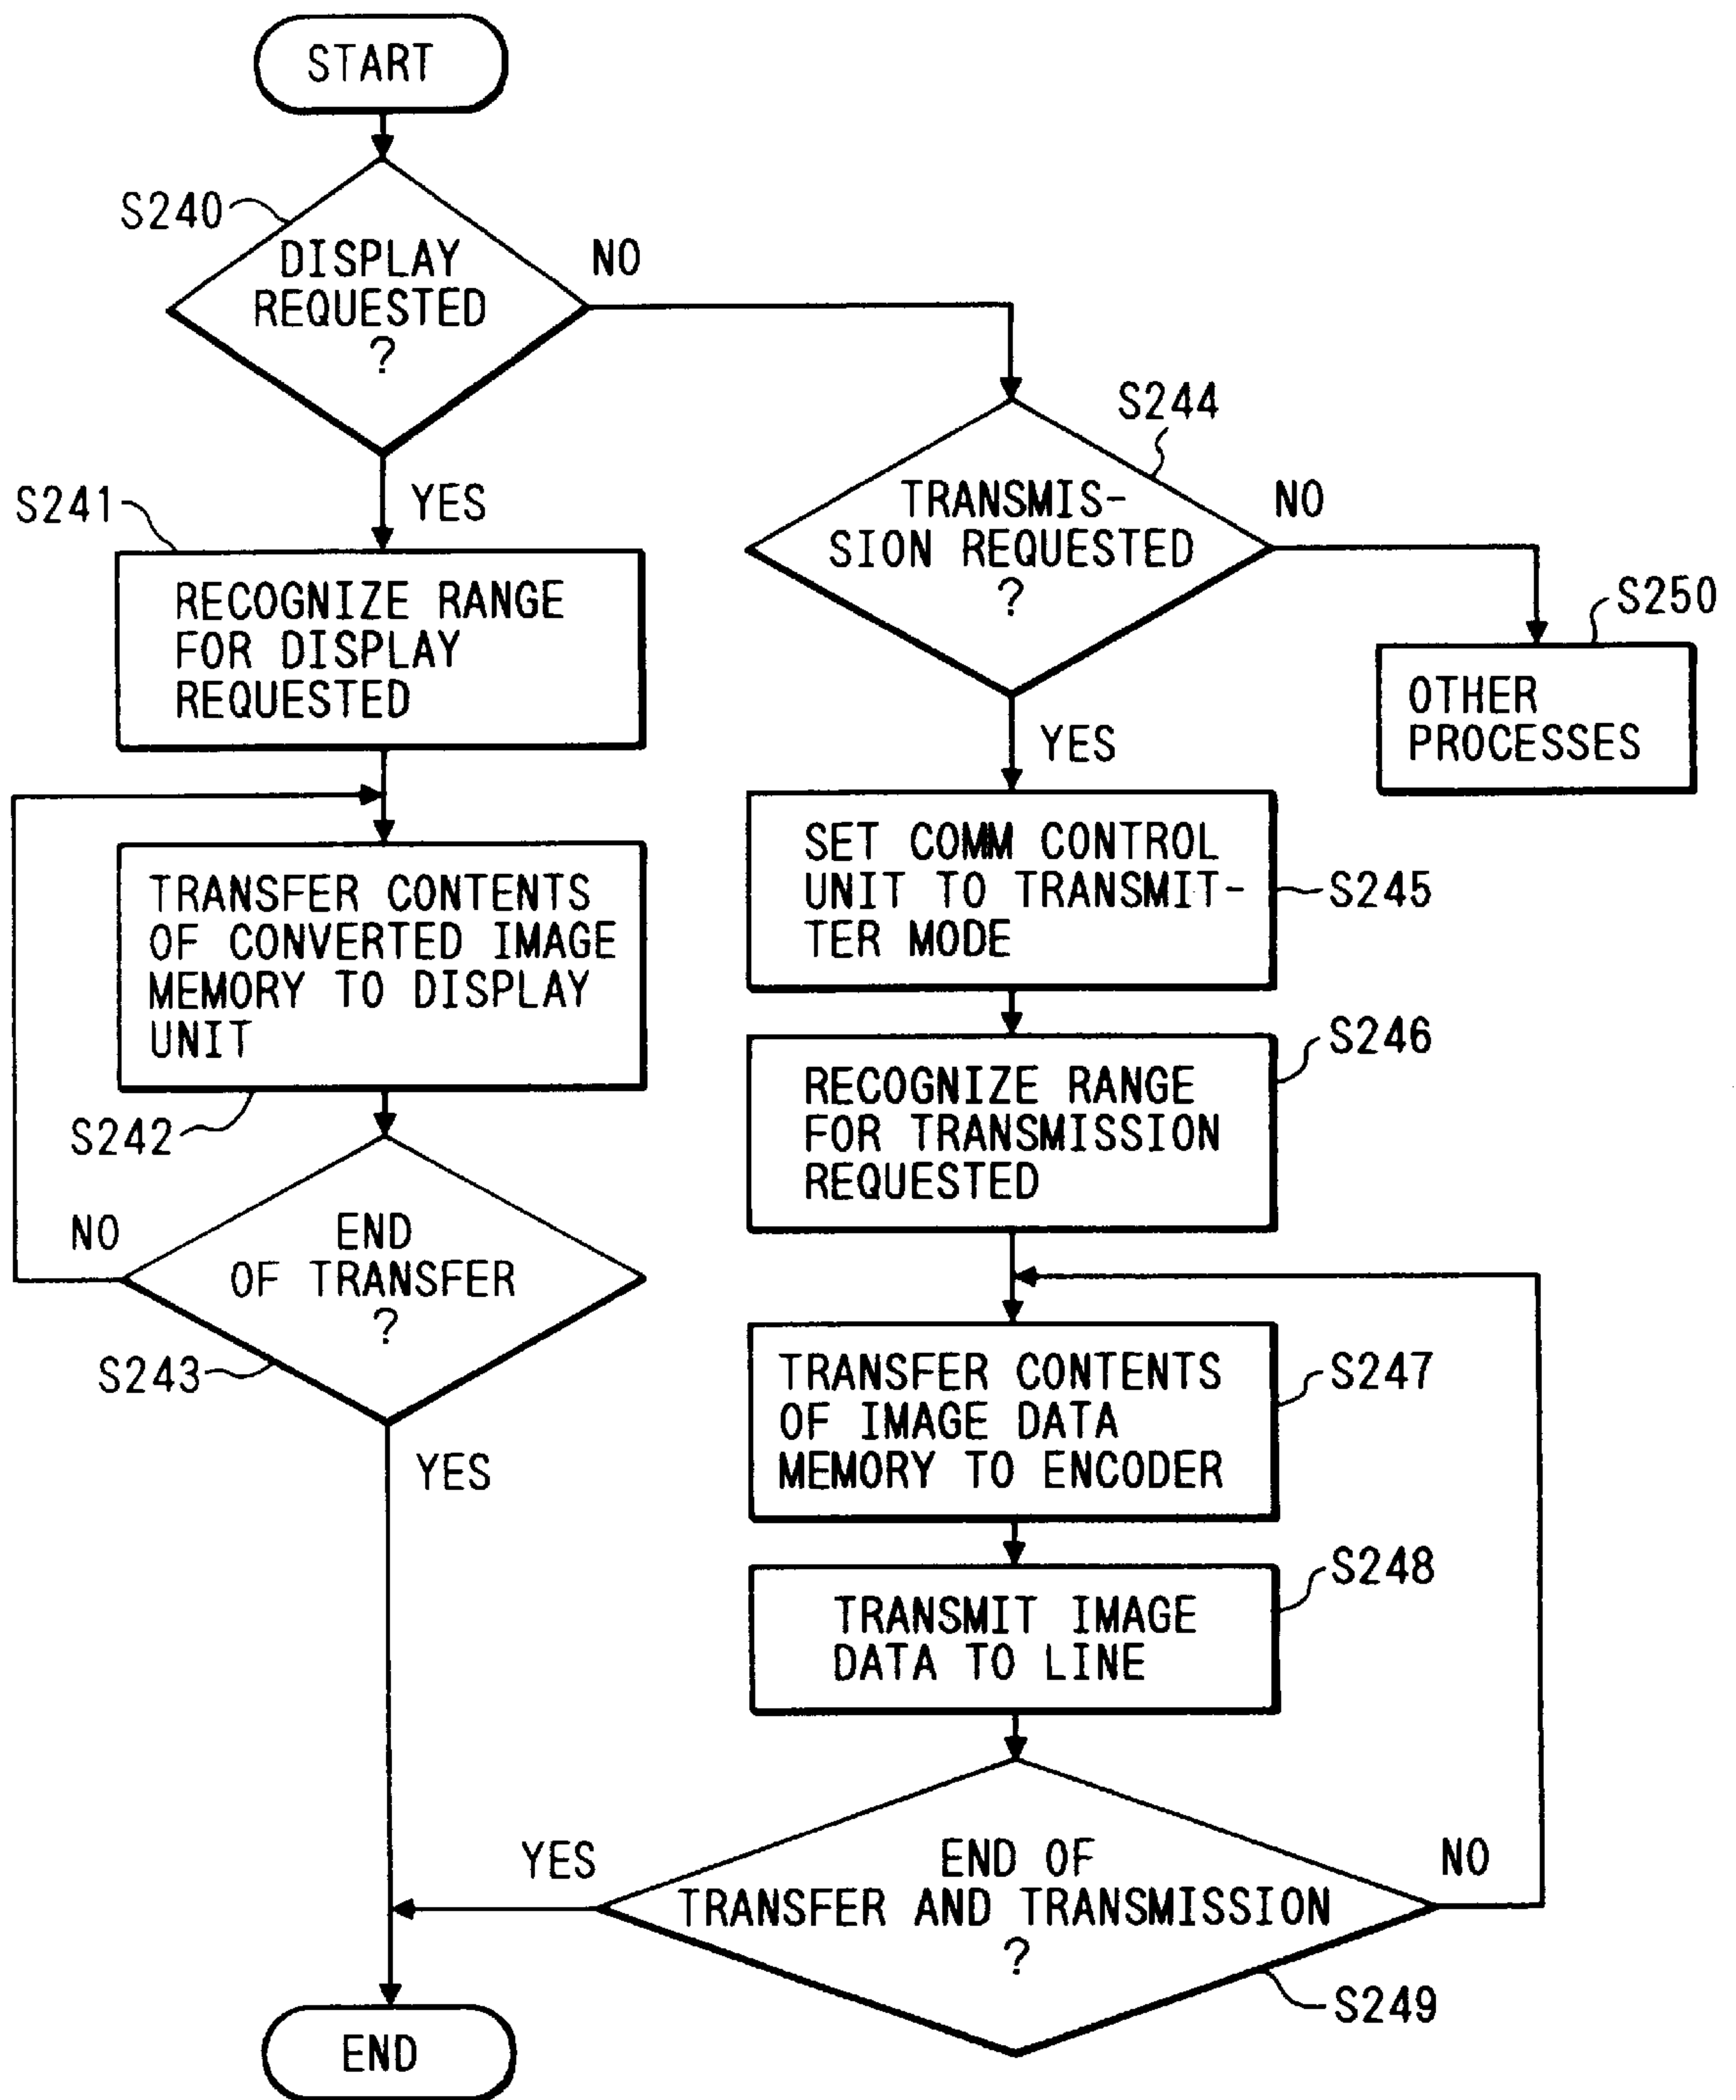 START
S240
DISPLAY
REQUESTED
?
NO
YES
S241
RECOGNIZE RANGE
FOR DISPLAY
REQUESTED
TRANSFER CONTENTS
OF CONVERTED IMAGE
MEMORY TO DISPLAY
UNIT
S242
END
OF TRANSFER
?
NO
S243
YES
S244
TRANSMIS-
SION REQUESTED
?
NO
S250
OTHER
PROCESSES
YES
SET COMM CONTROL
UNIT TO TRANSMIT-
TER MODE
S245
S246
RECOGNIZE RANGE
FOR TRANSMISSION
REQUESTED
TRANSFER CONTENTS
OF IMAGE DATA
MEMORY TO ENCODER
S247
S248
TRANSMIT IMAGE
DATA TO LINE
YES
END OF
TRANSFER AND TRANSMISSION
?
NO
S249
END